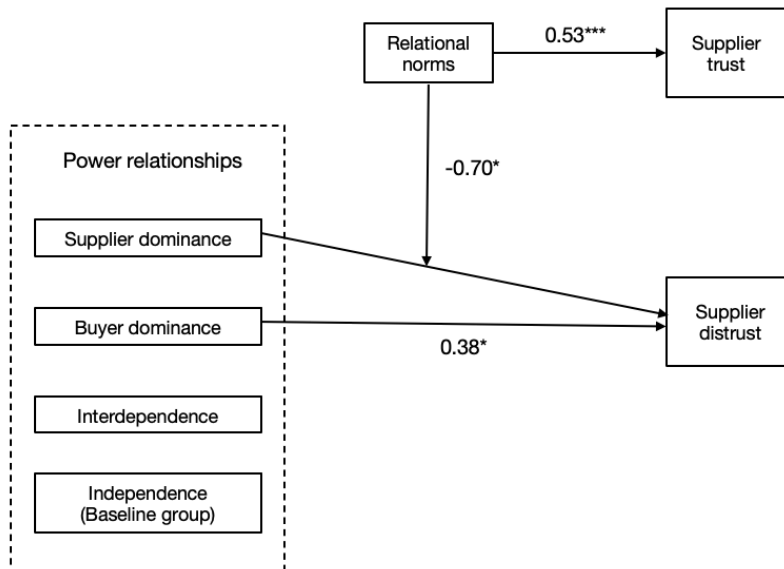 Relational
norms
0.53***
Supplier
trust
Power relationships
-0.70*
Supplier dominance
Buyer dominance
0.38*
Supplier
distrust
Interdependence
Independence
(Baseline group)